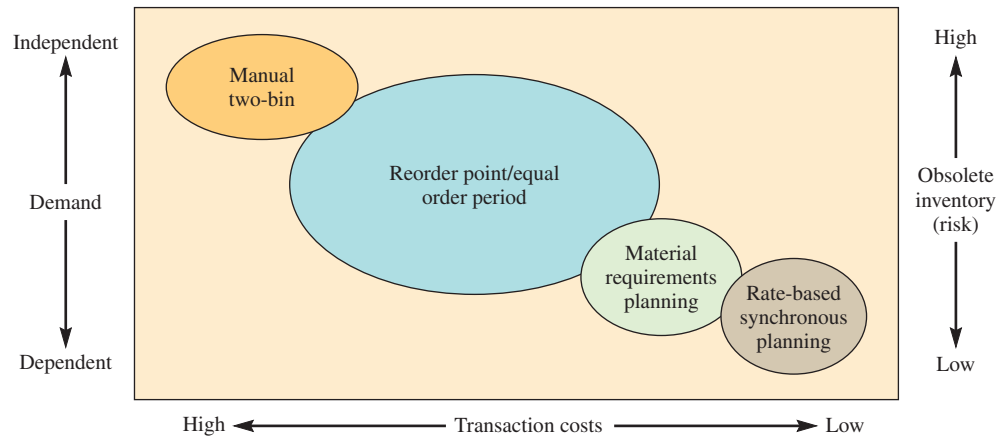 Independent
Demand
Dependent
Manual
two-bin
Reorder point/equal
order period
Material
requirements
planning
Rate-based
synchronous
planning
High
Obsolete
inventory
(risk)
Low
High
Transaction costs
Low